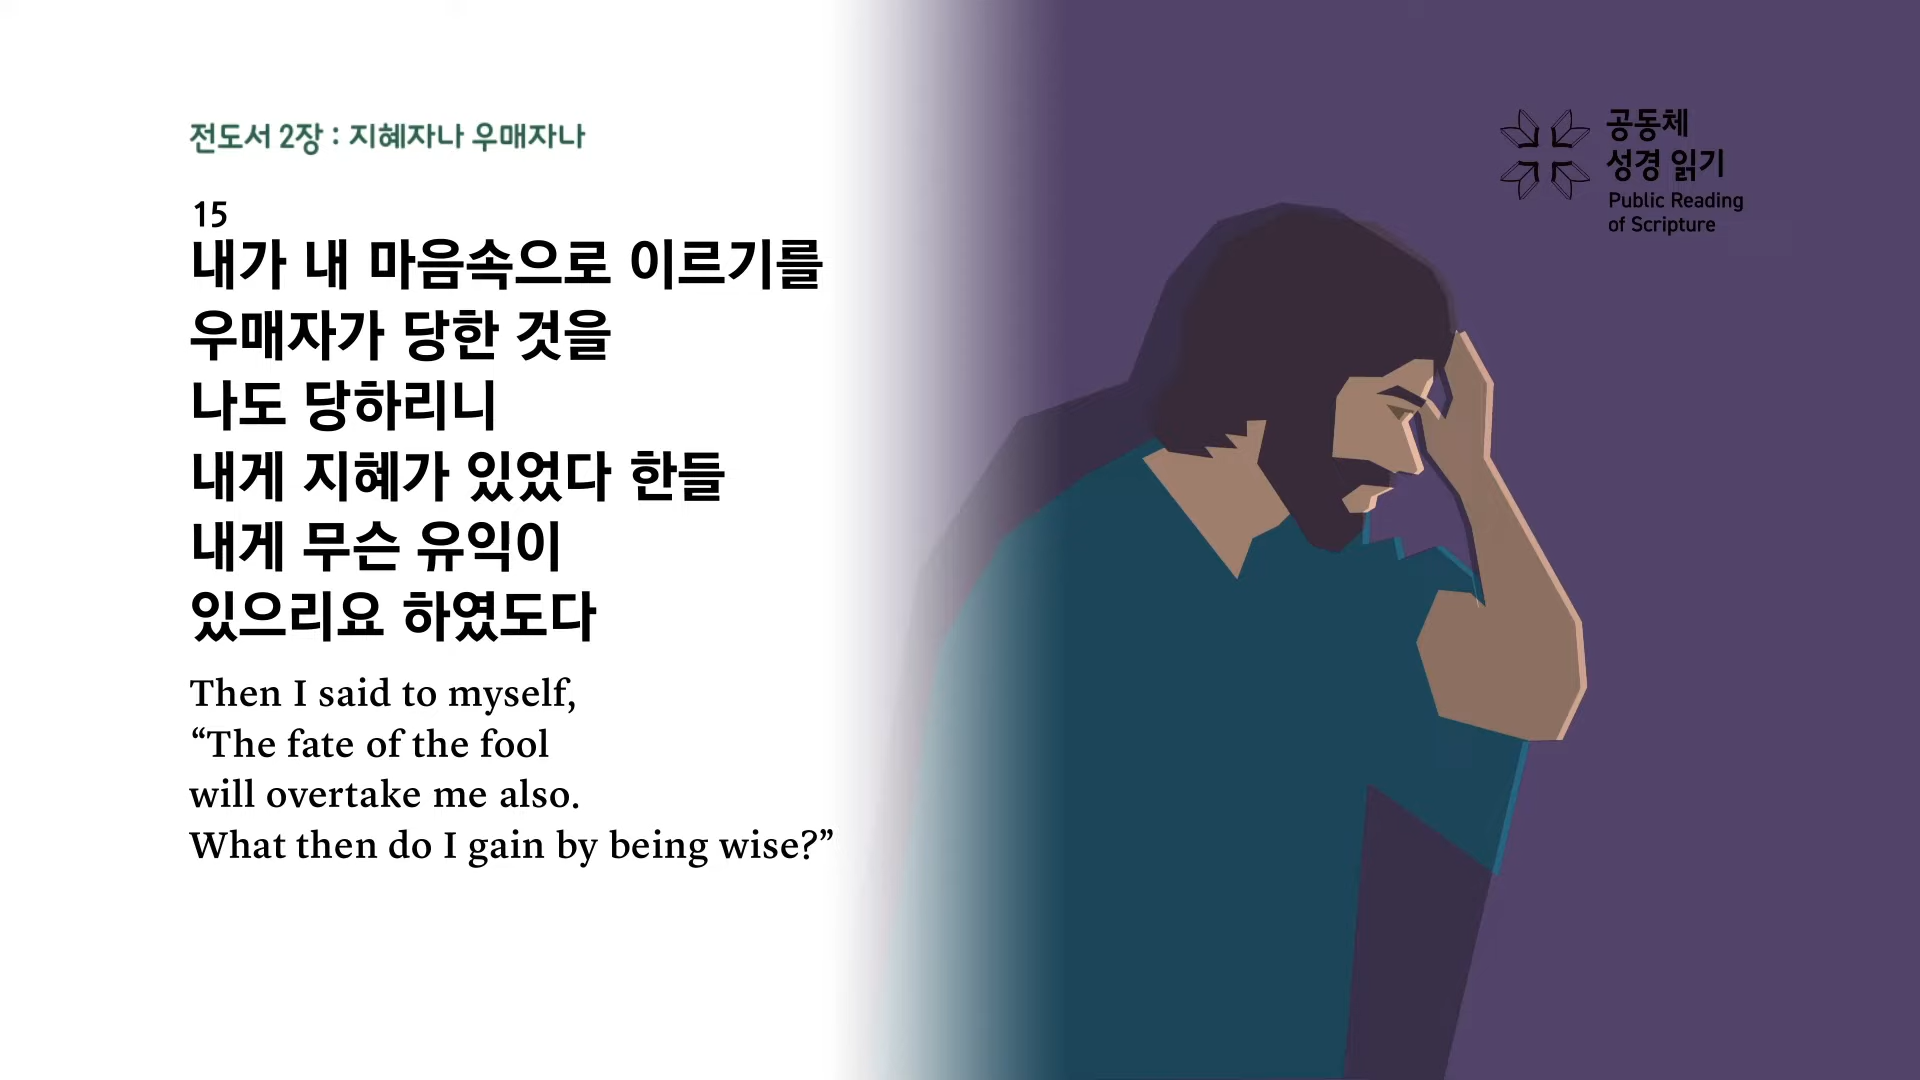 전도서 2장 : 지혜자나 우매자나
15
내가 내 마음속으로 이르기를
우매자가 당한 것을
나도 당하리니
내게 지혜가 있었다 한들
내게 무슨 유익이
있으리요 하였도다
Then I said to myself,
“The fate of the fool
will overtake me also.
What then do I gain by being wise?”
공동체
성경 읽기
Public Reading
of Scripture